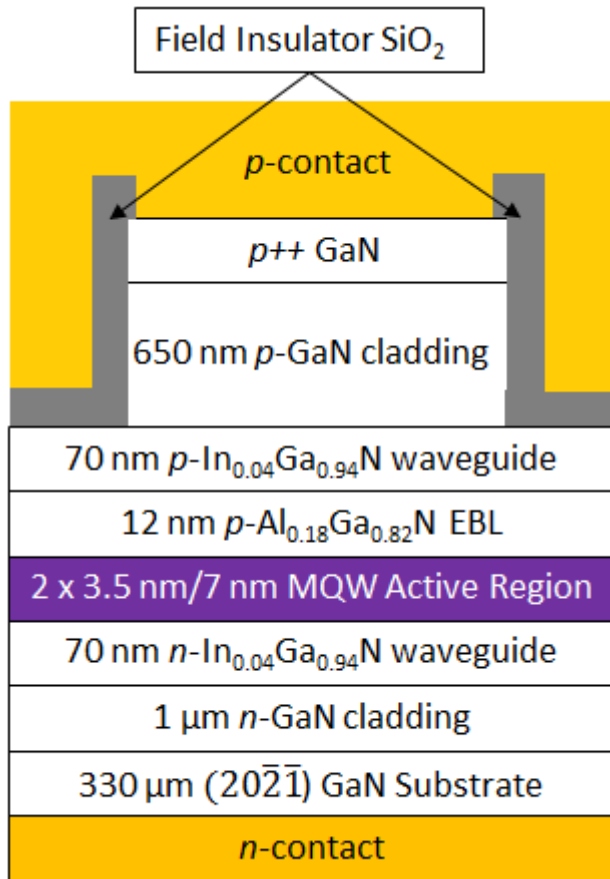 Field Insulator SiO₂
p-contact
p++ GaN
650 nm p-GaN cladding
70 nm p-In₀.₀₄Ga₀.₉₄N waveguide
12 nm p-Al₀.₁₈Ga₀.₈₂N EBL
2 x 3.5 nm/7 nm MQW Active Region
70 nm n-In₀.₀₄Ga₀.₉₄N waveguide
1 µm n-GaN cladding
330 µm (202̅1̅) GaN Substrate
n-contact